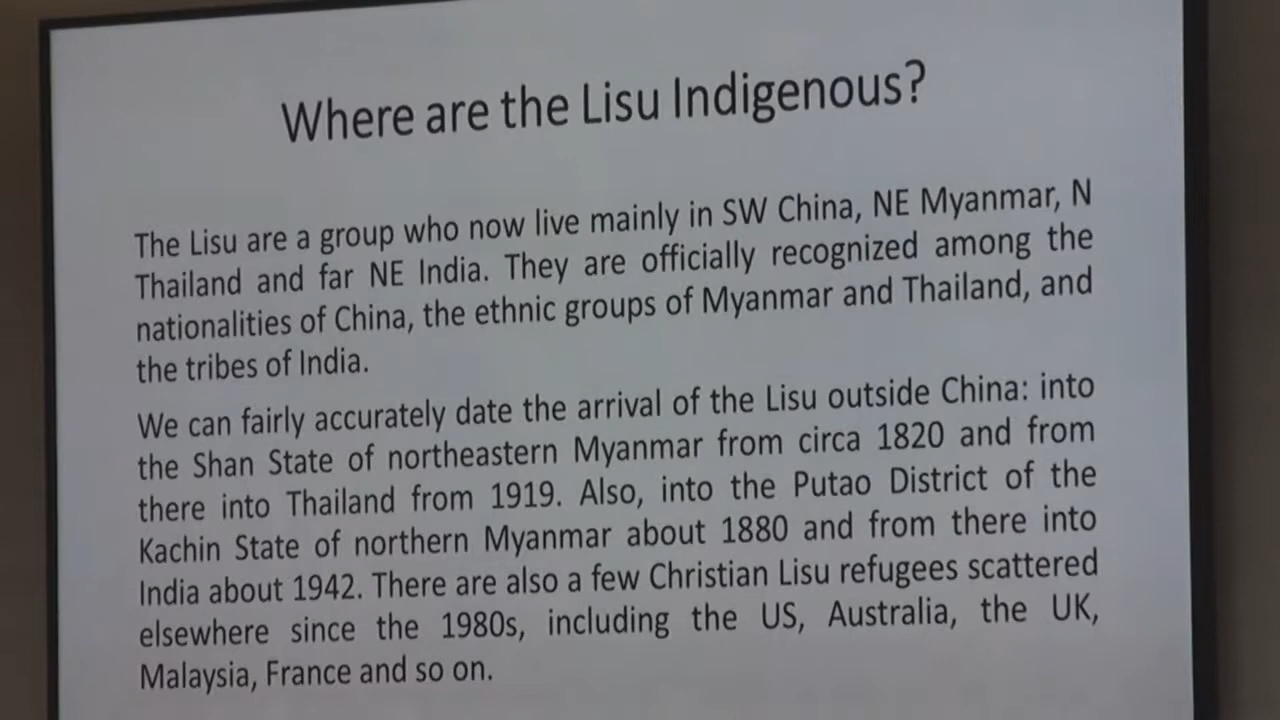 Where are the Lisu Indigenous?
The Lisu are a group who now live mainly in SW China, NE Myanmar, N
Thailand and far NE India. They are officially recognized among the
nationalities of China, the ethnic groups of Myanmar and Thailand, and
the tribes of India.
We can fairly accurately date the arrival of the Lisu outside China: into
the Shan State of northeastern Myanmar from circa 1820 and from
there into Thailand from 1919. Also, into the Putao District of the
Kachin State of northern Myanmar about 1880 and from there into
India about 1942. There are also a few Christian Lisu refugees scattered
elsewhere since the 1980s, including the US, Australia, the UK,
Malaysia, France and so on.